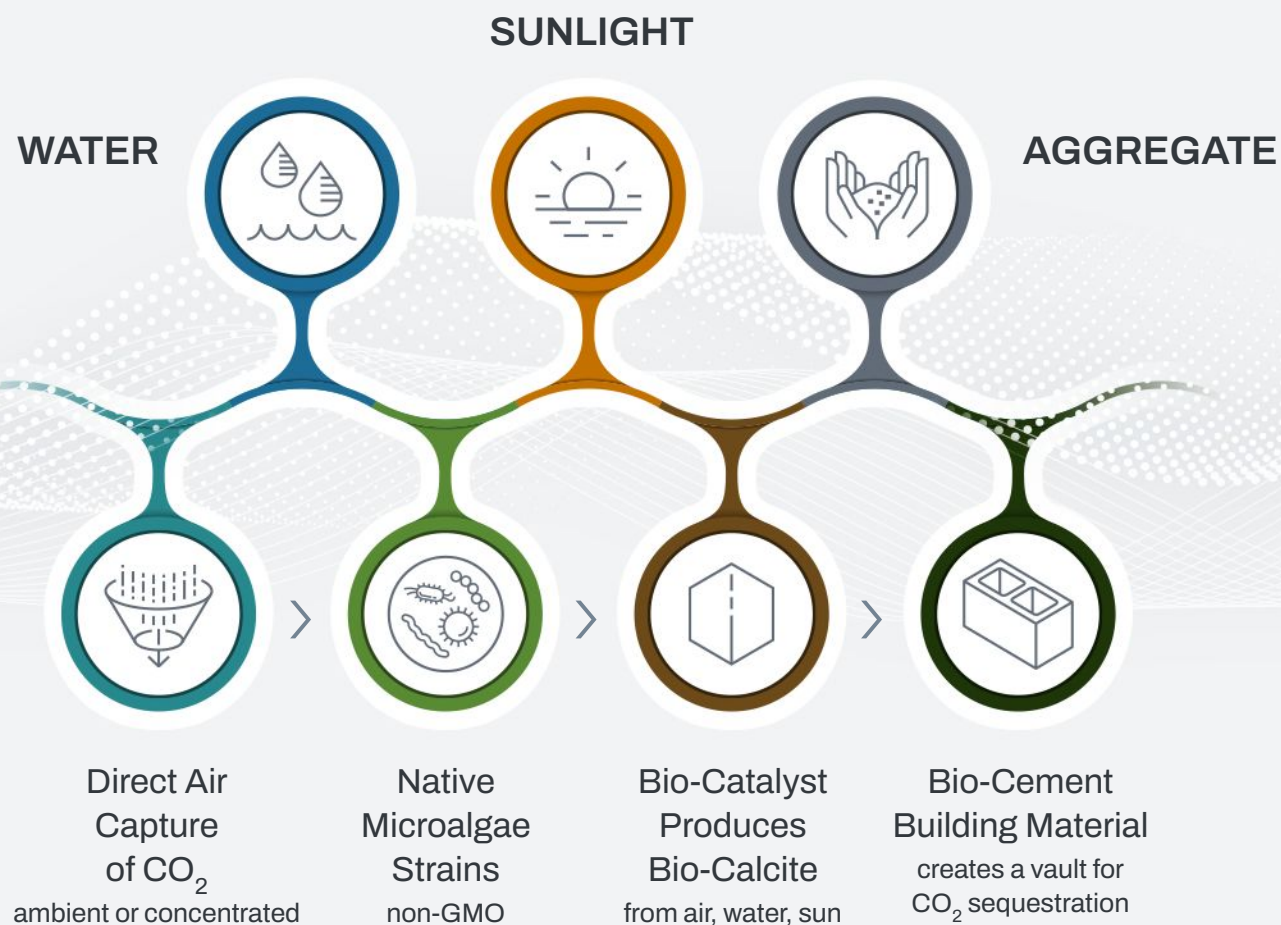 SUNLIGHT
WATER
AGGREGATE
Direct Air
Capture
of CO₂
ambient or concentrated
Native
Microalgae
Strains
non-GMO
Bio-Catalyst
Produces
Bio-Calcite
from air, water, sun
Bio-Cement
Building Material
creates a vault for
CO₂ sequestration